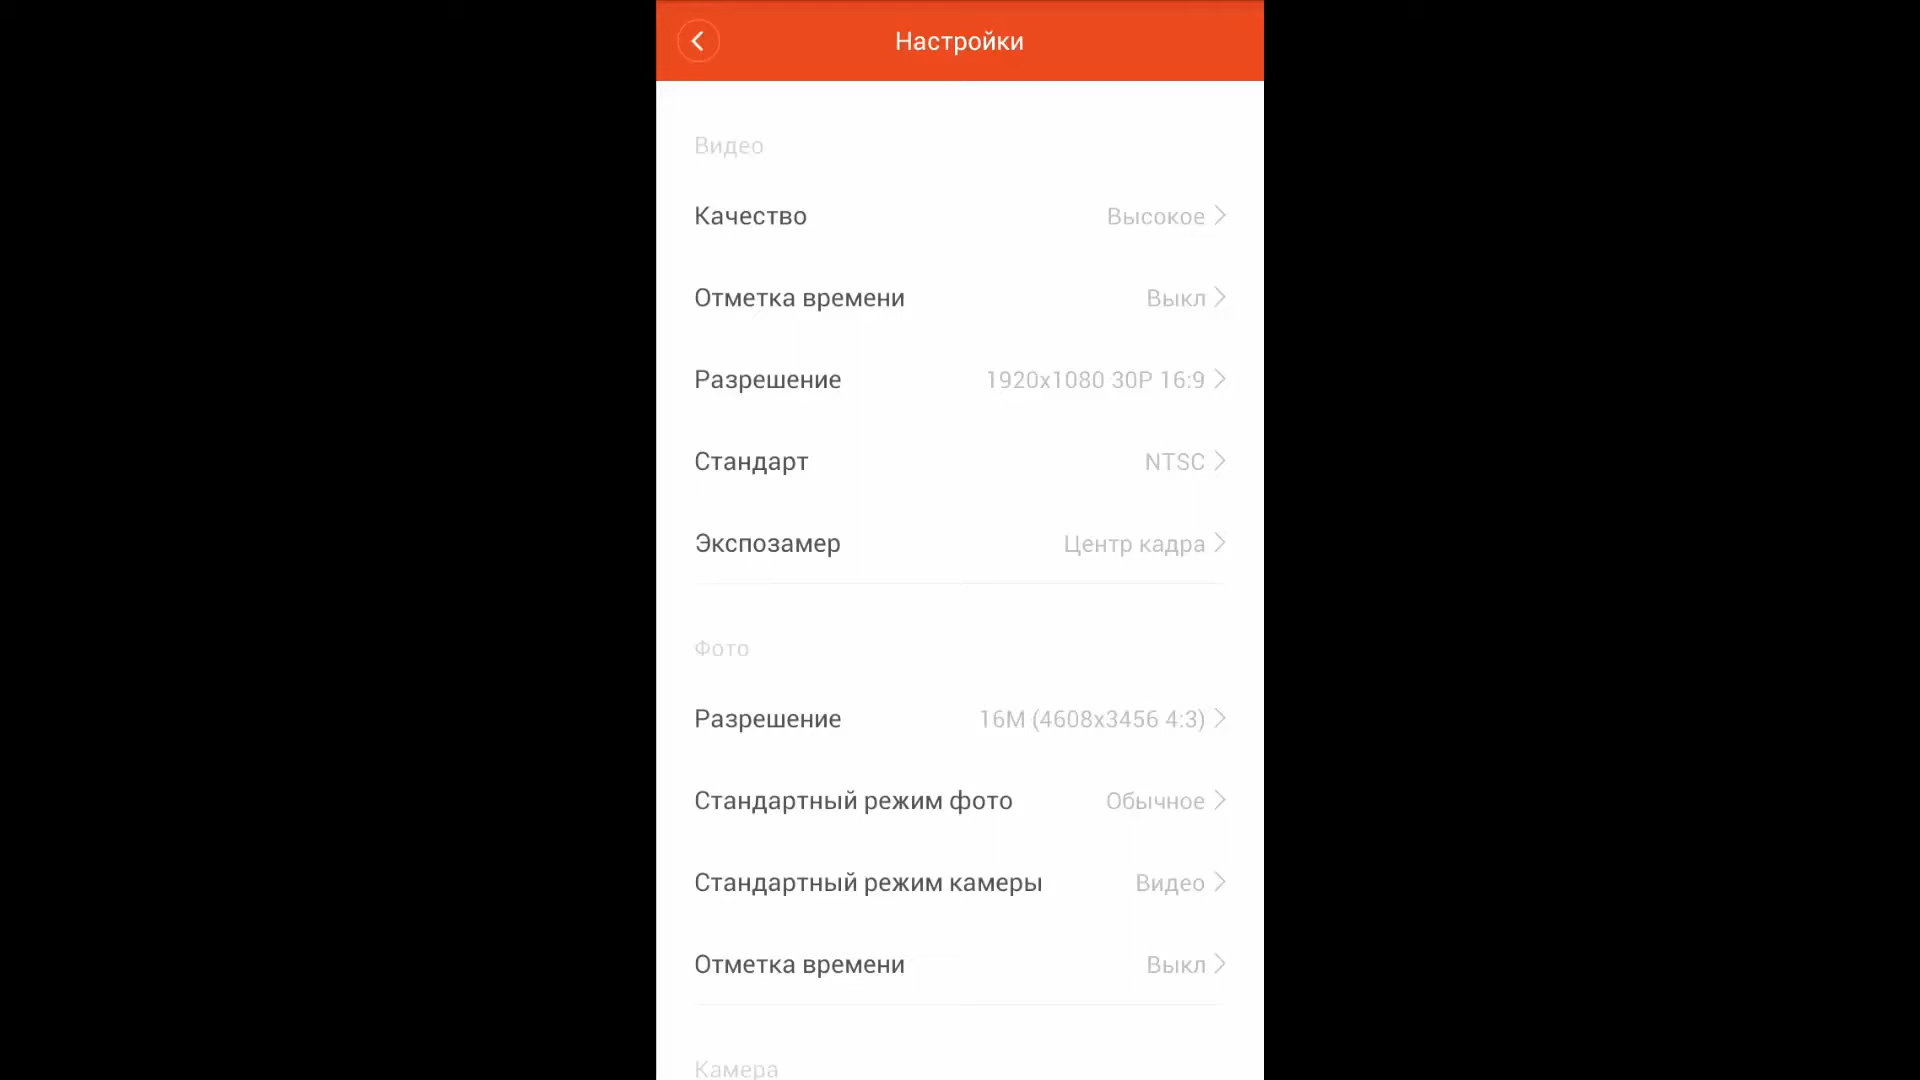 Настройки
Видео
Качество Высокое
Отметка времени Выкл
Разрешение 1920x1080 30P 16:9
Стандарт NTSC
Экспозамер Центр кадра
Фото
Разрешение 16M (4608x3456 4:3)
Стандартный режим фото Обычное
Стандартный режим камеры Видео
Отметка времени Выкл
Камера